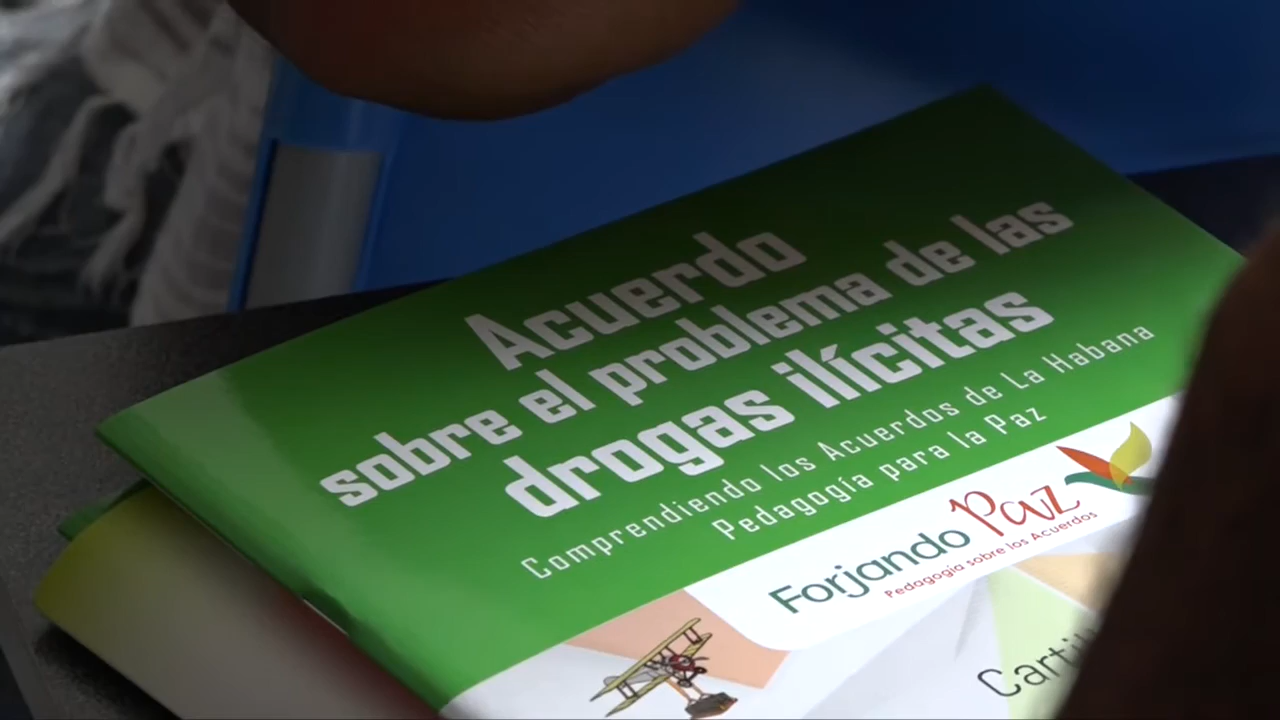 Acuerdo
sobre el problema de las
drogas ilícitas
Comprendiendo los Acuerdos de La Habana
Pedagogía para la Paz
Forjando Paz
Pedagogía sobre los Acuerdos